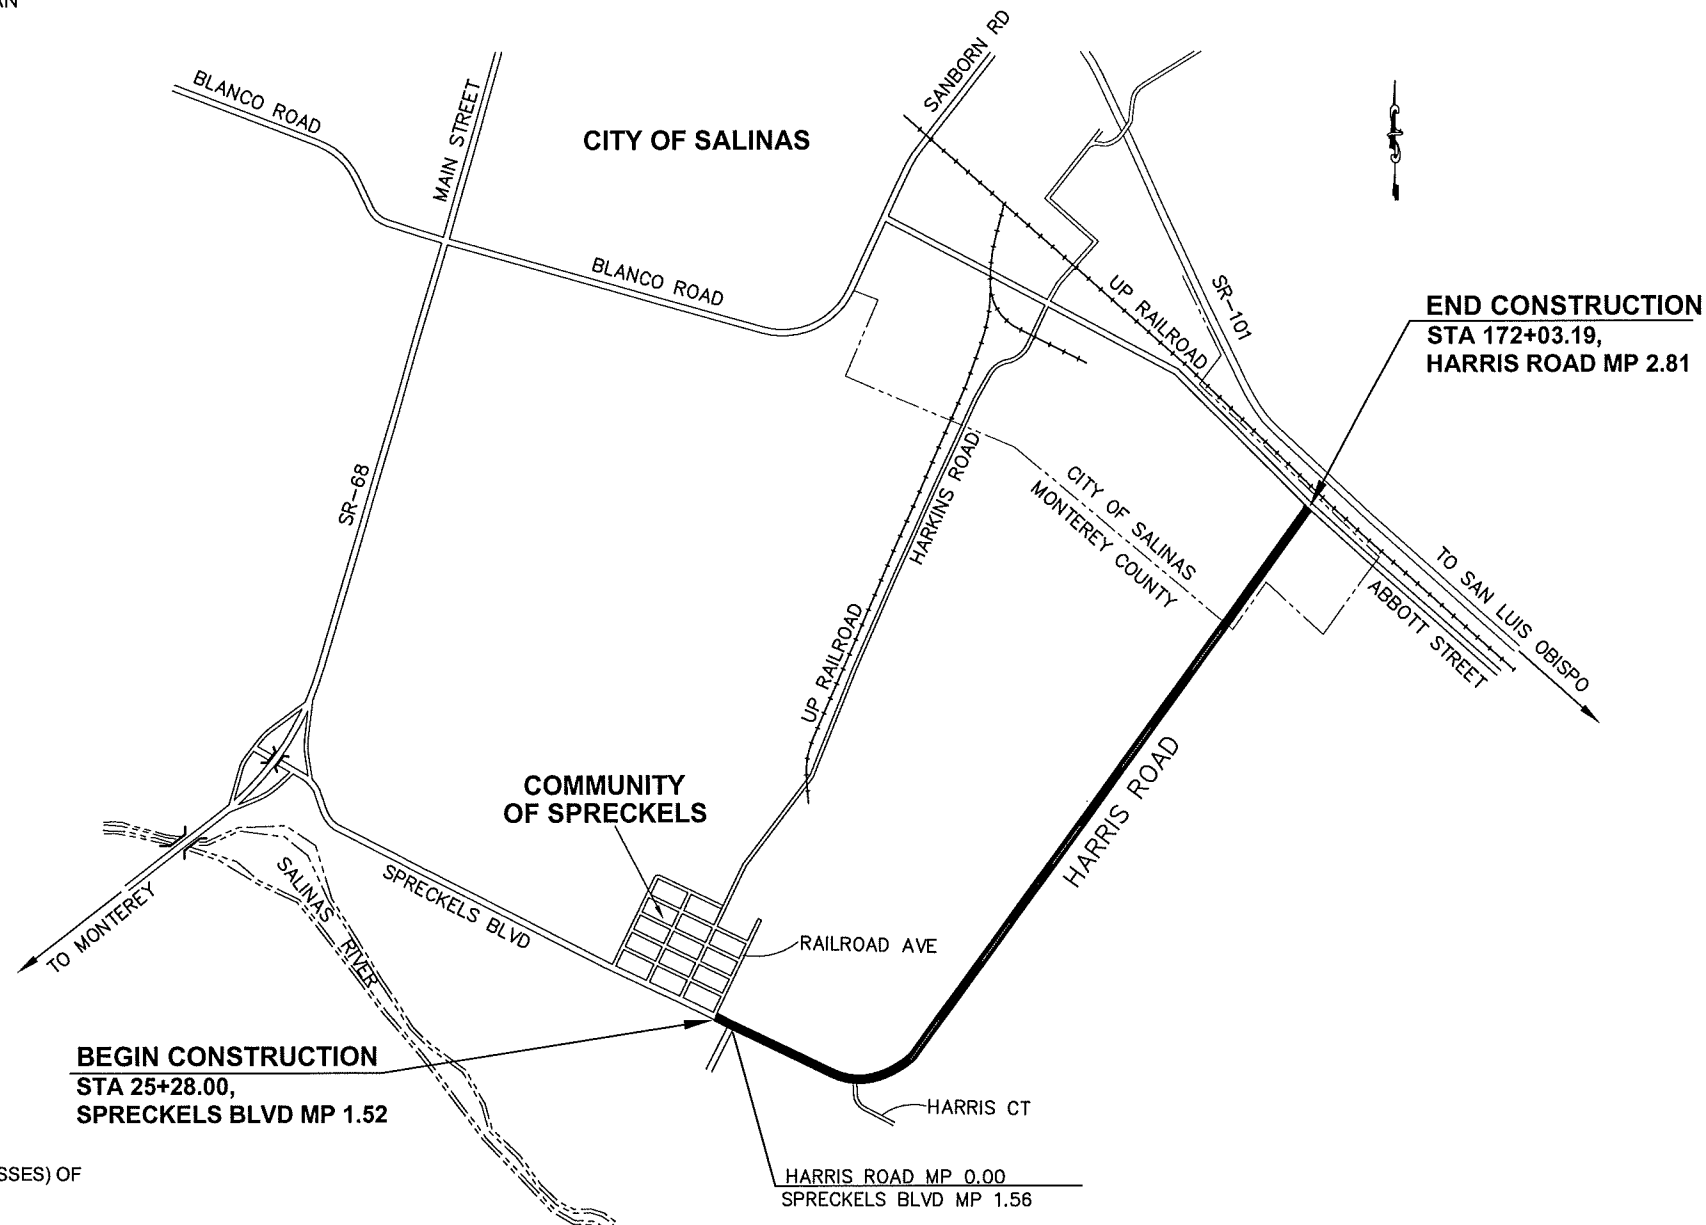 AN
BLANCO ROAD
MAIN STREET
CITY OF SALINAS
SANBORN RD
BLANCO ROAD
UP RAILROAD
SR-101
END CONSTRUCTION
STA 172+03.19,
HARRIS ROAD MP 2.81
SR-68
HARKINS ROAD
CITY OF SALINAS
MONTEREY COUNTY
TO SAN LUIS OBISPO
ABBOTT STREET
UP RAILROAD
HARRIS ROAD
COMMUNITY
OF SPRECKELS
SALINAS RIVER
SPRECKELS BLVD
TO MONTEREY
RAILROAD AVE
BEGIN CONSTRUCTION
STA 25+28.00,
SPRECKELS BLVD MP 1.52
HARRIS CT
SSES) OF
HARRIS ROAD MP 0.00
SPRECKELS BLVD MP 1.56